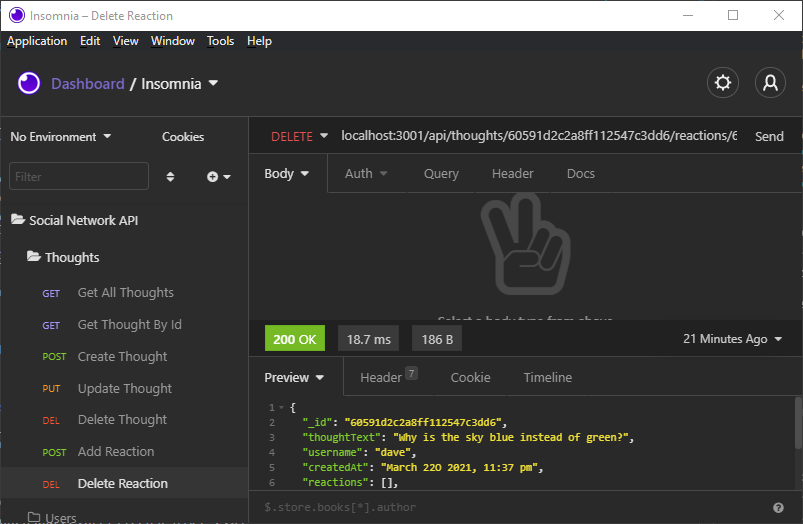 Insomnia – Delete Reaction
Application Edit View Window Tools Help
Dashboard / Insomnia
No Environment Cookies
DELETE localhost:3001/api/thoughts/60591d2c2a8ff112547c3dd6/reactions/6 Send
Filter
Body Auth Query Header Docs
Social Network API
Thoughts
GET Get All Thoughts
GET Get Thought By Id
POST Create Thought
PUT Update Thought
DEL Delete Thought
POST Add Reaction
DEL Delete Reaction
Users
Select a body type from above
200 OK 18.7 ms 186 B 21 Minutes Ago
Preview Header 7 Cookie Timeline
1 {
2 "_id": "60591d2c2a8ff112547c3dd6",
3 "thoughtText": "Why is the sky blue instead of green?",
4 "username": "dave",
5 "createdAt": "March 22O 2021, 11:37 pm",
6 "reactions": [],
$.store.books[*].author